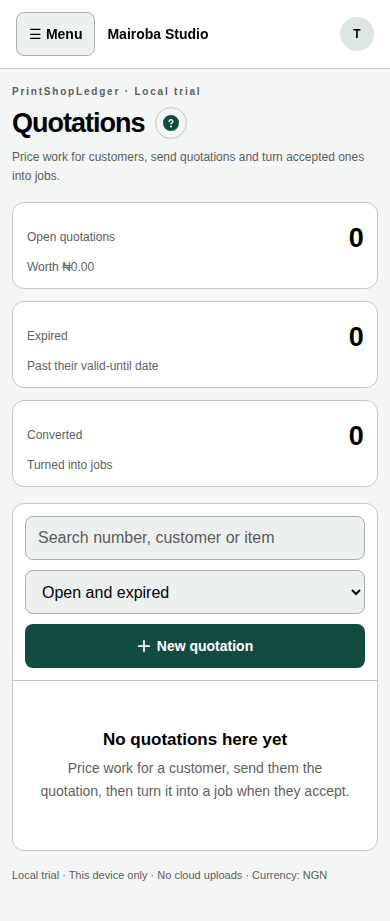 ☰ Menu
Mairoba Studio
T
PrintShopLedger · Local trial
Quotations
?
Price work for customers, send quotations and turn accepted ones
into jobs.
Open quotations
0
Worth ₦0.00
Expired
0
Past their valid-until date
Converted
0
Turned into jobs
Search number, customer or item
Open and expired
+ New quotation
No quotations here yet
Price work for a customer, send them the
quotation, then turn it into a job when they accept.
Local trial · This device only · No cloud uploads · Currency: NGN